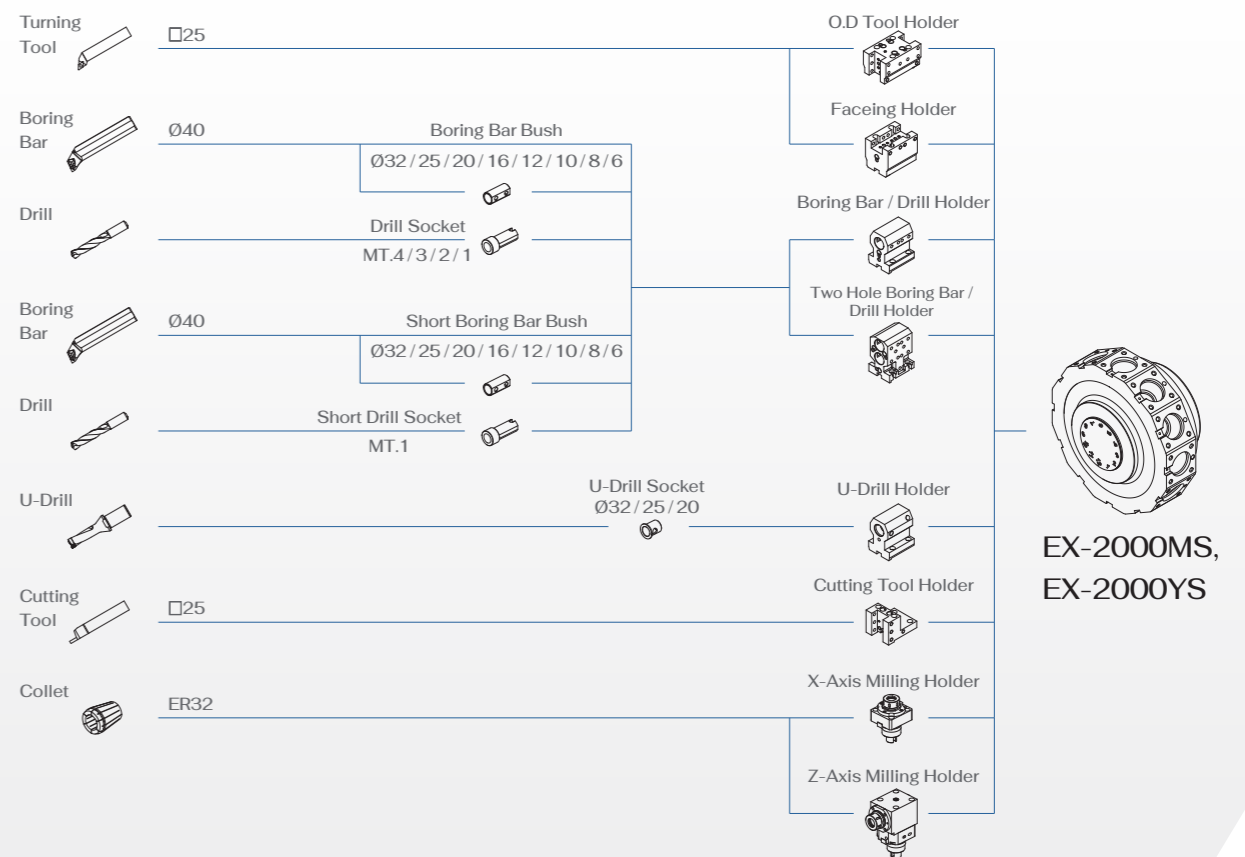 Turning
Tool
□25
O.D Tool Holder
Faceing Holder
Boring
Bar
Ø40
Boring Bar Bush
Ø32/25/20/16/12/10/8/6
Boring Bar / Drill Holder
Drill
Drill Socket
MT.4/3/2/1
Two Hole Boring Bar /
Drill Holder
Boring
Bar
Ø40
Short Boring Bar Bush
Ø32/25/20/16/12/10/8/6
Drill
Short Drill Socket
MT.1
U-Drill
U-Drill Socket
Ø32/25/20
U-Drill Holder
EX-2000MS,
EX-2000YS
Cutting
Tool
□25
Cutting Tool Holder
Collet
ER32
X-Axis Milling Holder
Z-Axis Milling Holder